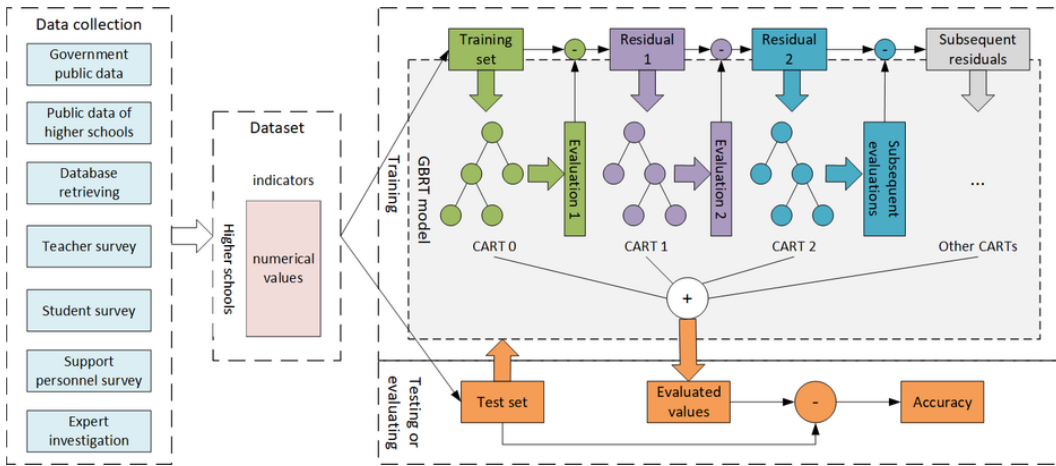 Data collection
Government
public data
Public data of
higher schools
Database
retrieving
Teacher survey
Student survey
Support
personnel survey
Expert
investigation
Dataset
indicators
Higher schools
numerical
values
Training
GBRT model
Training
set
-
Residual
1
-
Residual
2
-
Subsequent
residuals
Evaluation 1
Evaluation 2
Subsequent
evaluations
...
CART 0
CART 1
CART 2
Other CARTs
+
Testing or
evaluating
Test set
Evaluated
values
-
Accuracy